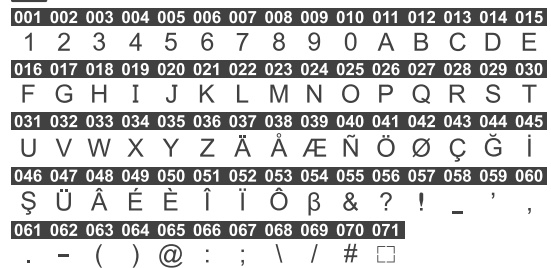 001 002 003 004 005 006 007 008 009 010 011 012 013 014 015
1 2 3 4 5 6 7 8 9 0 A B C D E
016 017 018 019 020 021 022 023 024 025 026 027 028 029 030
F G H I J K L M N O P Q R S T
031 032 033 034 035 036 037 038 039 040 041 042 043 044 045
U V W X Y Z Ä Å Æ Ñ Ö Ø Ç Ğ İ
046 047 048 049 050 051 052 053 054 055 056 057 058 059 060
Ş Ü Â É È Î Ï Ô β & ? ! _ ’ ,
061 062 063 064 065 066 067 068 069 070 071
. - ( ) @ : ; \ / # ⛶